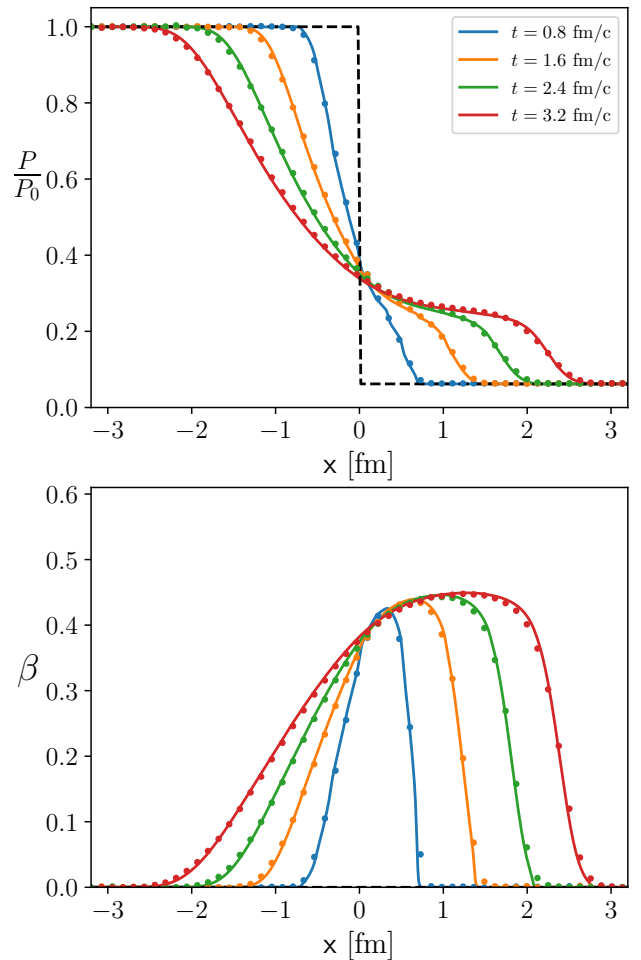 1.0
0.8
0.6
0.4
0.2
0.0
P
P₀
t = 0.8 fm/c
t = 1.6 fm/c
t = 2.4 fm/c
t = 3.2 fm/c
−3 −2 −1 0 1 2 3
x [fm]
0.6
0.5
0.4
0.3
0.2
0.1
0.0
β
−3 −2 −1 0 1 2 3
x [fm]